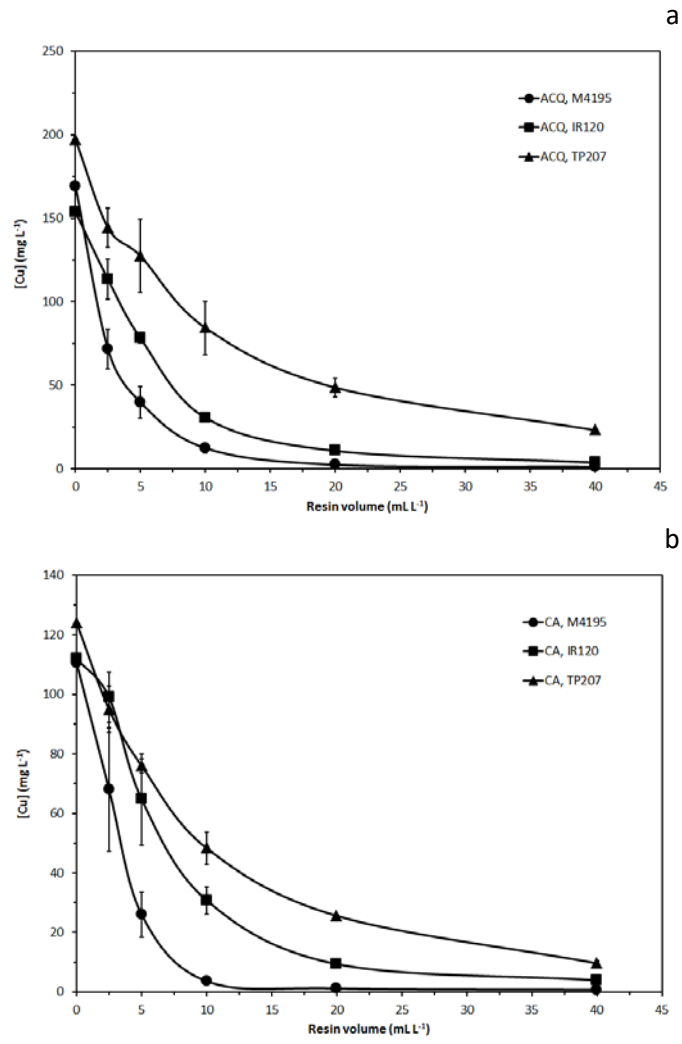 a
250
200
150
100
50
0
[Cu] (mg L⁻¹)
ACQ, M4195
ACQ, IR120
ACQ, TP207
0 5 10 15 20 25 30 35 40 45
Resin volume (mL L⁻¹)
b
140
120
100
80
60
40
20
0
[Cu] (mg L⁻¹)
CA, M4195
CA, IR120
CA, TP207
0 5 10 15 20 25 30 35 40 45
Resin volume (mL L⁻¹)